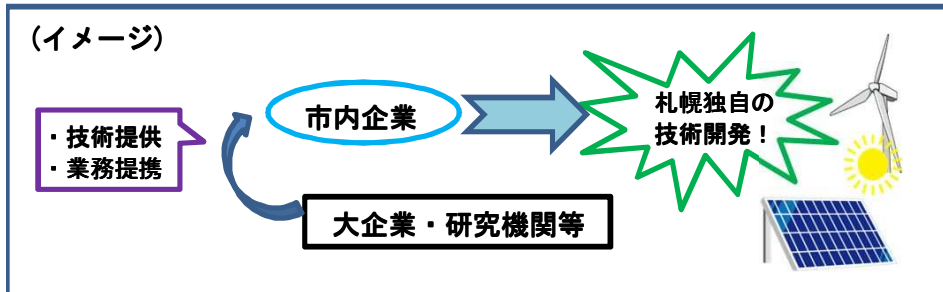 （イメージ）
・技術提供
・業務提携
市内企業
札幌独自の
技術開発！
大企業・研究機関等